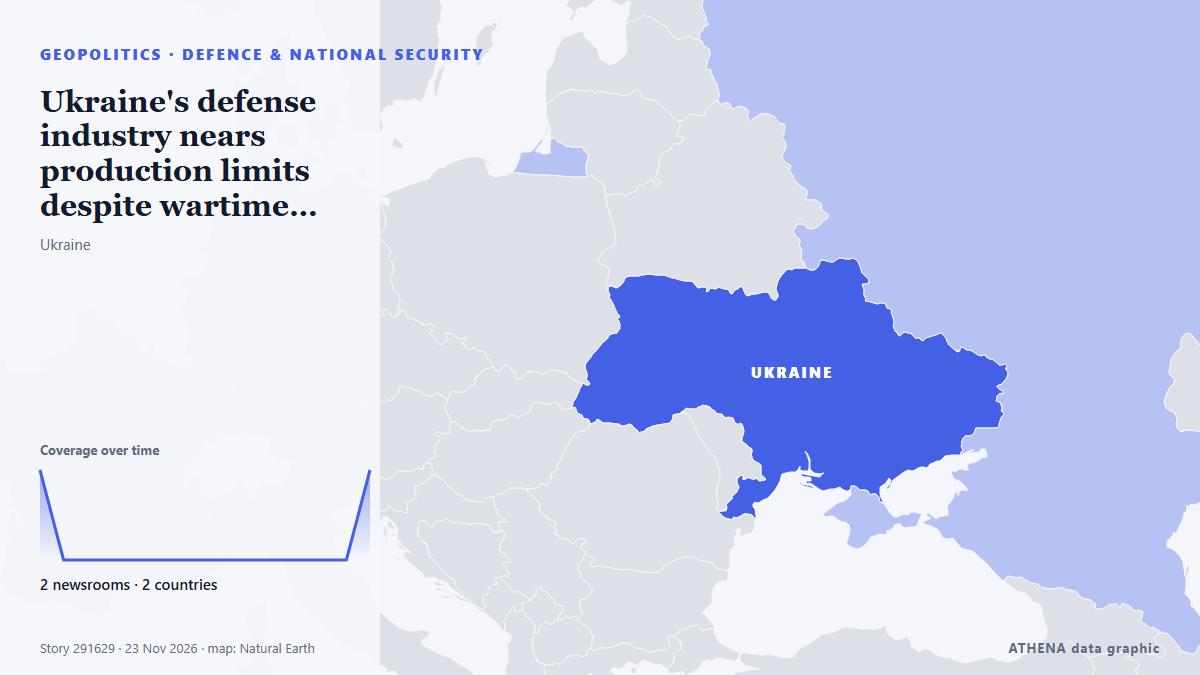 GEOPOLITICS · DEFENCE & NATIONAL SECURITY
Ukraine's defense
industry nears
production limits
despite wartime...
Ukraine
UKRAINE
Coverage over time
2 newsrooms · 2 countries
Story 291629 · 23 Nov 2026 · map: Natural Earth
ATHENA data graphic